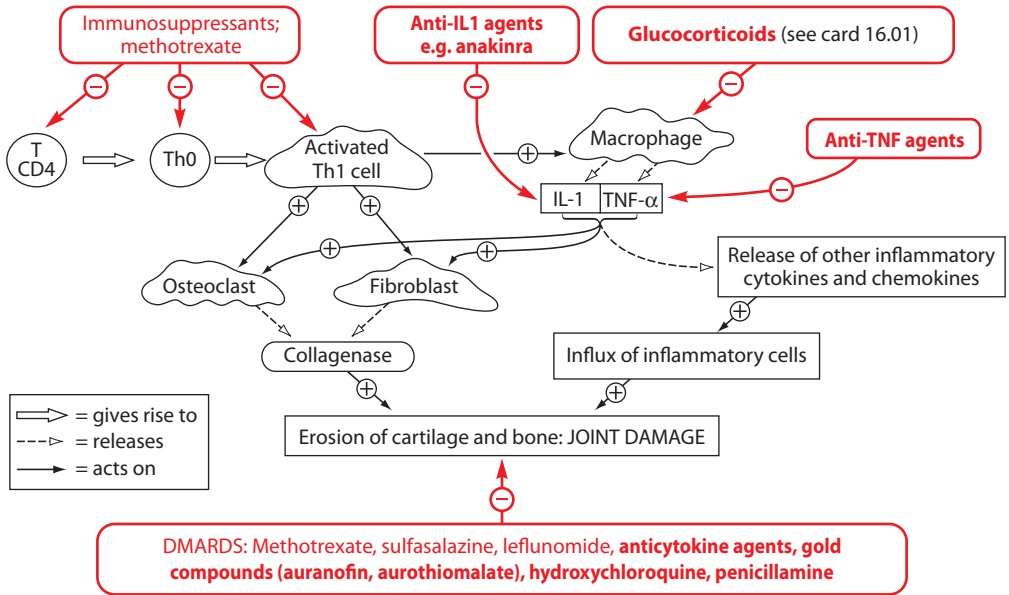 Immunosuppressants;
methotrexate
Anti-IL1 agents
e.g. anakinra
Glucocorticoids (see card 16.01)
Anti-TNF agents
T
CD4
Th0
Activated
Th1 cell
Macrophage
IL-1
TNF-α
Osteoclast
Fibroblast
Release of other inflammatory
cytokines and chemokines
Collagenase
Influx of inflammatory cells
= gives rise to
= releases
= acts on
Erosion of cartilage and bone: JOINT DAMAGE
DMARDS: Methotrexate, sulfasalazine, leflunomide, anticytokine agents, gold
compounds (auranofin, aurothiomalate), hydroxychloroquine, penicillamine